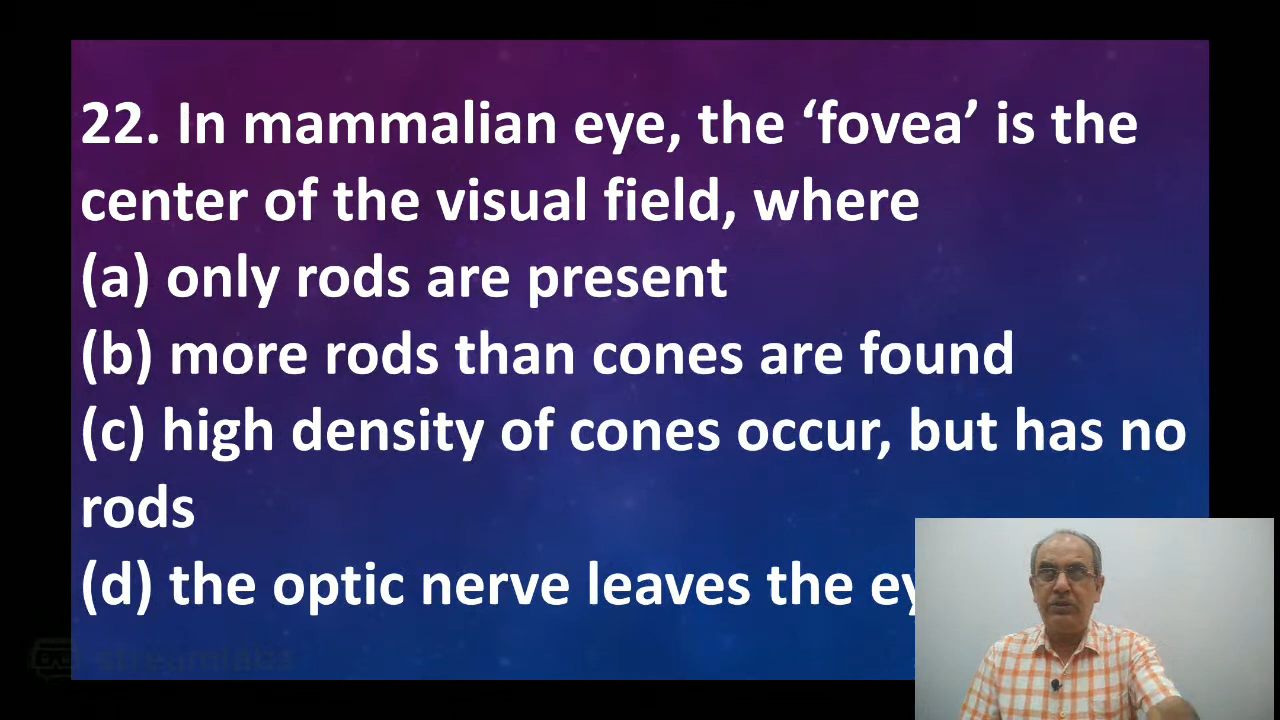 22. In mammalian eye, the ‘fovea’ is the
center of the visual field, where
(a) only rods are present
(b) more rods than cones are found
(c) high density of cones occur, but has no
rods
(d) the optic nerve leaves the
streamlabs